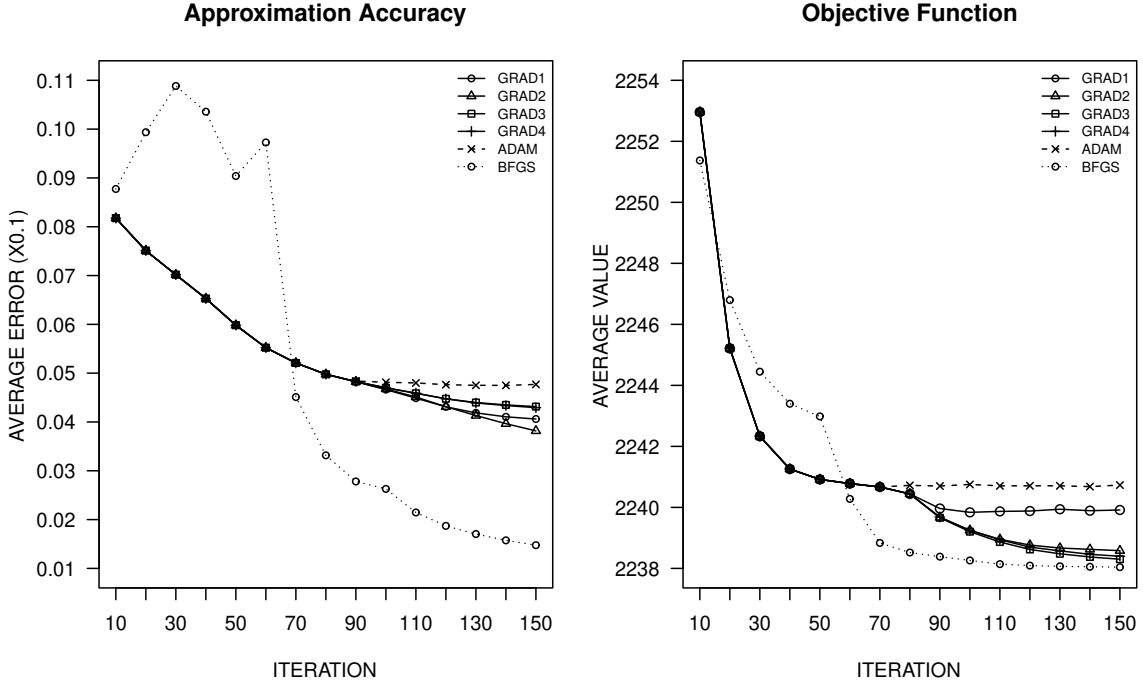 Approximation Accuracy
AVERAGE ERROR (X0.1)
0.11
0.10
0.09
0.08
0.07
0.06
0.05
0.04
0.03
0.02
0.01
GRAD1
GRAD2
GRAD3
GRAD4
ADAM
BFGS
10 30 50 70 90 110 130 150
ITERATION
Objective Function
AVERAGE VALUE
2254
2252
2250
2248
2246
2244
2242
2240
2238
GRAD1
GRAD2
GRAD3
GRAD4
ADAM
BFGS
10 30 50 70 90 110 130 150
ITERATION